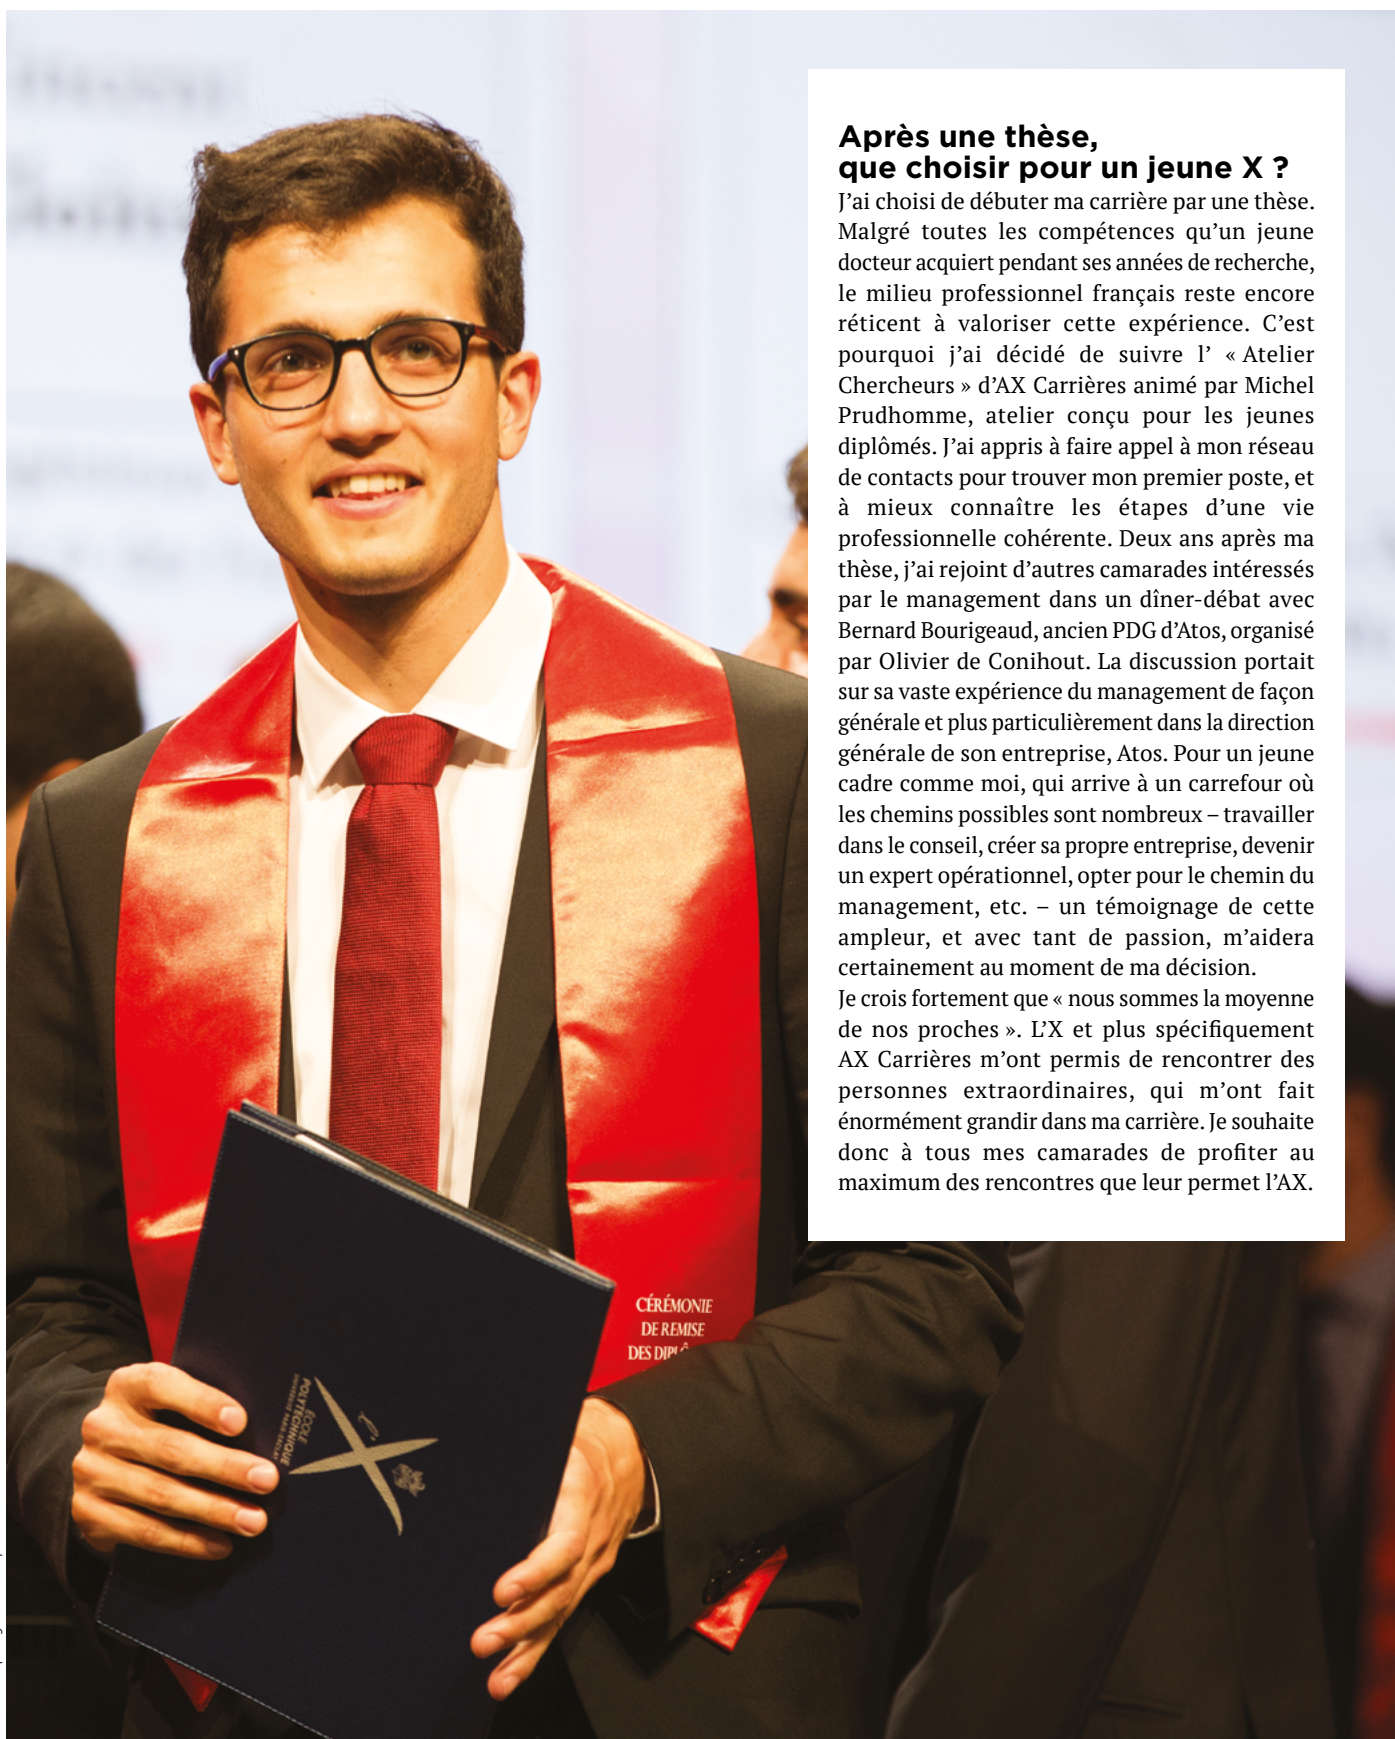 Après une thèse,
que choisir pour un jeune X ?
J’ai choisi de débuter ma carrière par une thèse.
Malgré toutes les compétences qu’un jeune
docteur acquiert pendant ses années de recherche,
le milieu professionnel français reste encore
réticent à valoriser cette expérience. C’est
pourquoi j’ai décidé de suivre l’ « Atelier
Chercheurs » d’AX Carrières animé par Michel
Prudhomme, atelier conçu pour les jeunes
diplômés. J’ai appris à faire appel à mon réseau
de contacts pour trouver mon premier poste, et
à mieux connaître les étapes d’une vie
professionnelle cohérente. Deux ans après ma
thèse, j’ai rejoint d’autres camarades intéressés
par le management dans un dîner-débat avec
Bernard Bourigeaud, ancien PDG d’Atos, organisé
par Olivier de Conihout. La discussion portait
sur sa vaste expérience du management de façon
générale et plus particulièrement dans la direction
générale de son entreprise, Atos. Pour un jeune
cadre comme moi, qui arrive à un carrefour où
les chemins possibles sont nombreux – travailler
dans le conseil, créer sa propre entreprise, devenir
un expert opérationnel, opter pour le chemin du
management, etc. – un témoignage de cette
ampleur, et avec tant de passion, m’aidera
certainement au moment de ma décision.
Je crois fortement que « nous sommes la moyenne
de nos proches ». L’X et plus spécifiquement
AX Carrières m’ont permis de rencontrer des
personnes extraordinaires, qui m’ont fait
énormément grandir dans ma carrière. Je souhaite
donc à tous mes camarades de profiter au
maximum des rencontres que leur permet l’AX.
CÉRÉMONIE
DE REMISE
DES DIPLÔ
ÉCOLE
POLYTECHNIQUE
UNIVERSITÉ PARIS-SACLAY